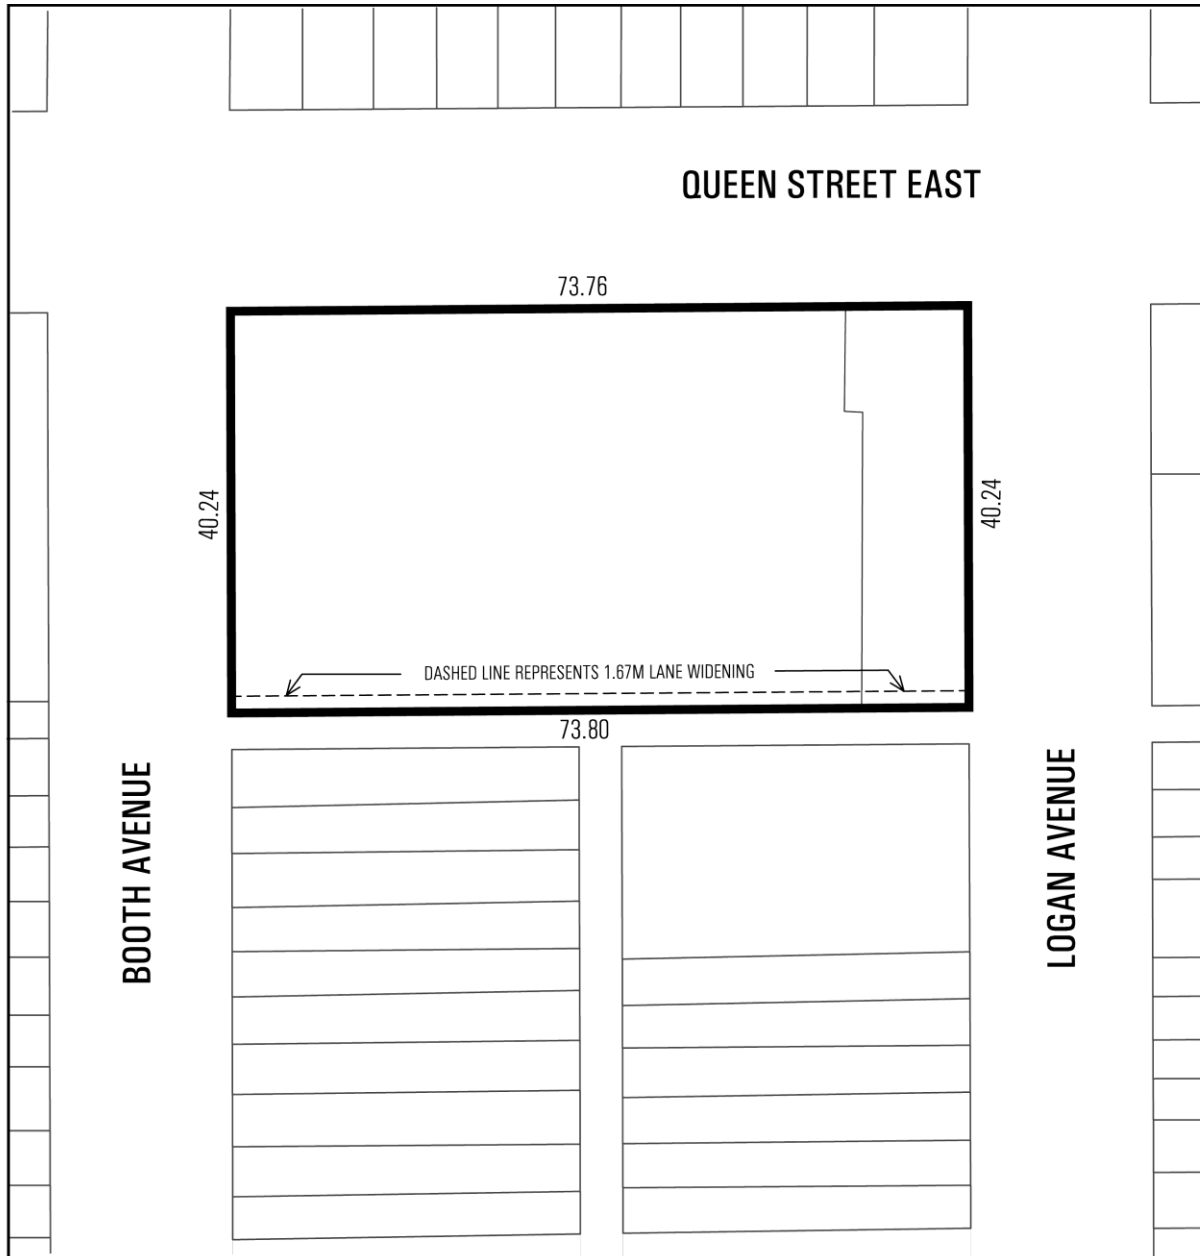 QUEEN STREET EAST
73.76
40.24
40.24
DASHED LINE REPRESENTS 1.67M LANE WIDENING
73.80
BOOTH AVENUE
LOGAN AVENUE